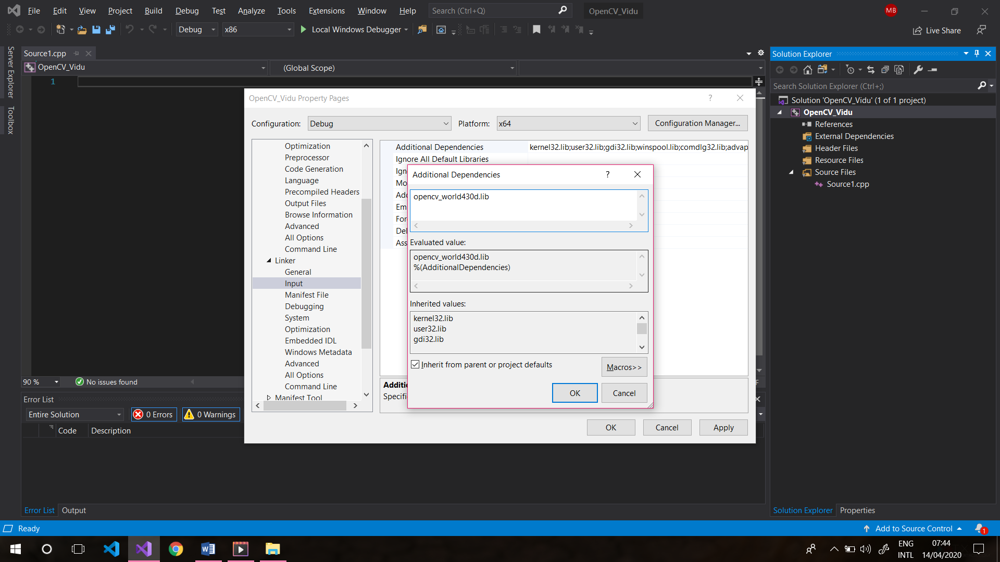 File Edit View Project Build Debug Test Analyze Tools Extensions Window Help Search (Ctrl+Q) OpenCV_Vidu MB
Debug x86 Local Windows Debugger Live Share
Server Explorer
Toolbox
Source1.cpp
OpenCV_Vidu (Global Scope)
1
OpenCV_Vidu Property Pages ?
Configuration: Debug Platform: x64 Configuration Manager...
Optimization
Preprocessor
Code Generation
Language
Precompiled Headers
Output Files
Browse Information
Advanced
All Options
Command Line
Linker
General
Input
Manifest File
Debugging
System
Optimization
Embedded IDL
Windows Metadata
Advanced
All Options
Command Line
Manifest Tool
Additional Dependencies kernel32.lib;user32.lib;gdi32.lib;winspool.lib;comdlg32.lib;advap
Ignore All Default Libraries
Ign
Mo
Add
Em
For
Del
Ass
Additi
Specifi
Additional Dependencies ?
opencv_world430d.lib
Evaluated value:
opencv_world430d.lib
%(AdditionalDependencies)
Inherited values:
kernel32.lib
user32.lib
gdi32.lib
Inherit from parent or project defaults
Macros>>
OK Cancel
OK Cancel Apply
90 % No issues found
Error List
Entire Solution 0 Errors 0 Warnings
Code Description
Error List Output
Solution Explorer
Search Solution Explorer (Ctrl+;)
Solution 'OpenCV_Vidu' (1 of 1 project)
OpenCV_Vidu
References
External Dependencies
Header Files
Resource Files
Source Files
Source1.cpp
Solution Explorer Properties
Ready Add to Source Control 1
ENG 07:44
INTL 14/04/2020